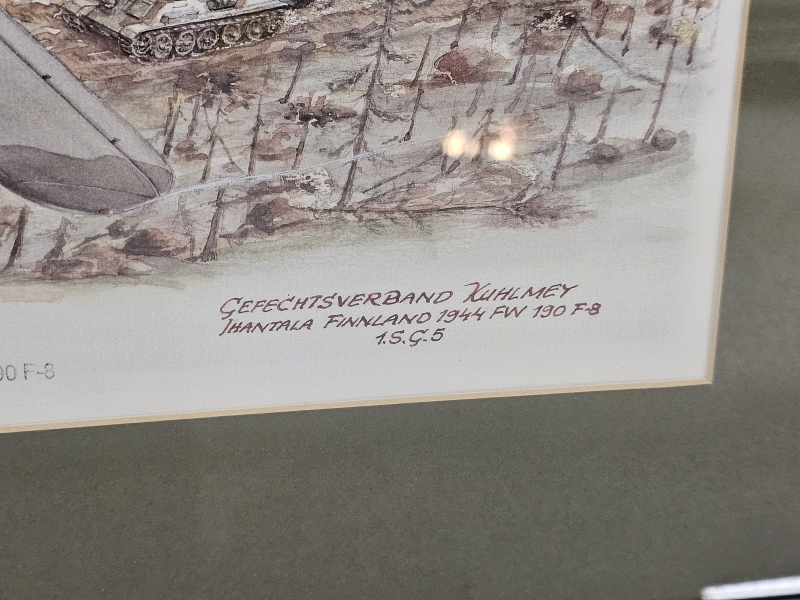 GEFECHTSVERBAND KUHLMEY
IHANTALA FINNLAND 1944 FW 190 F-8
1.S.G.5
90 F-8